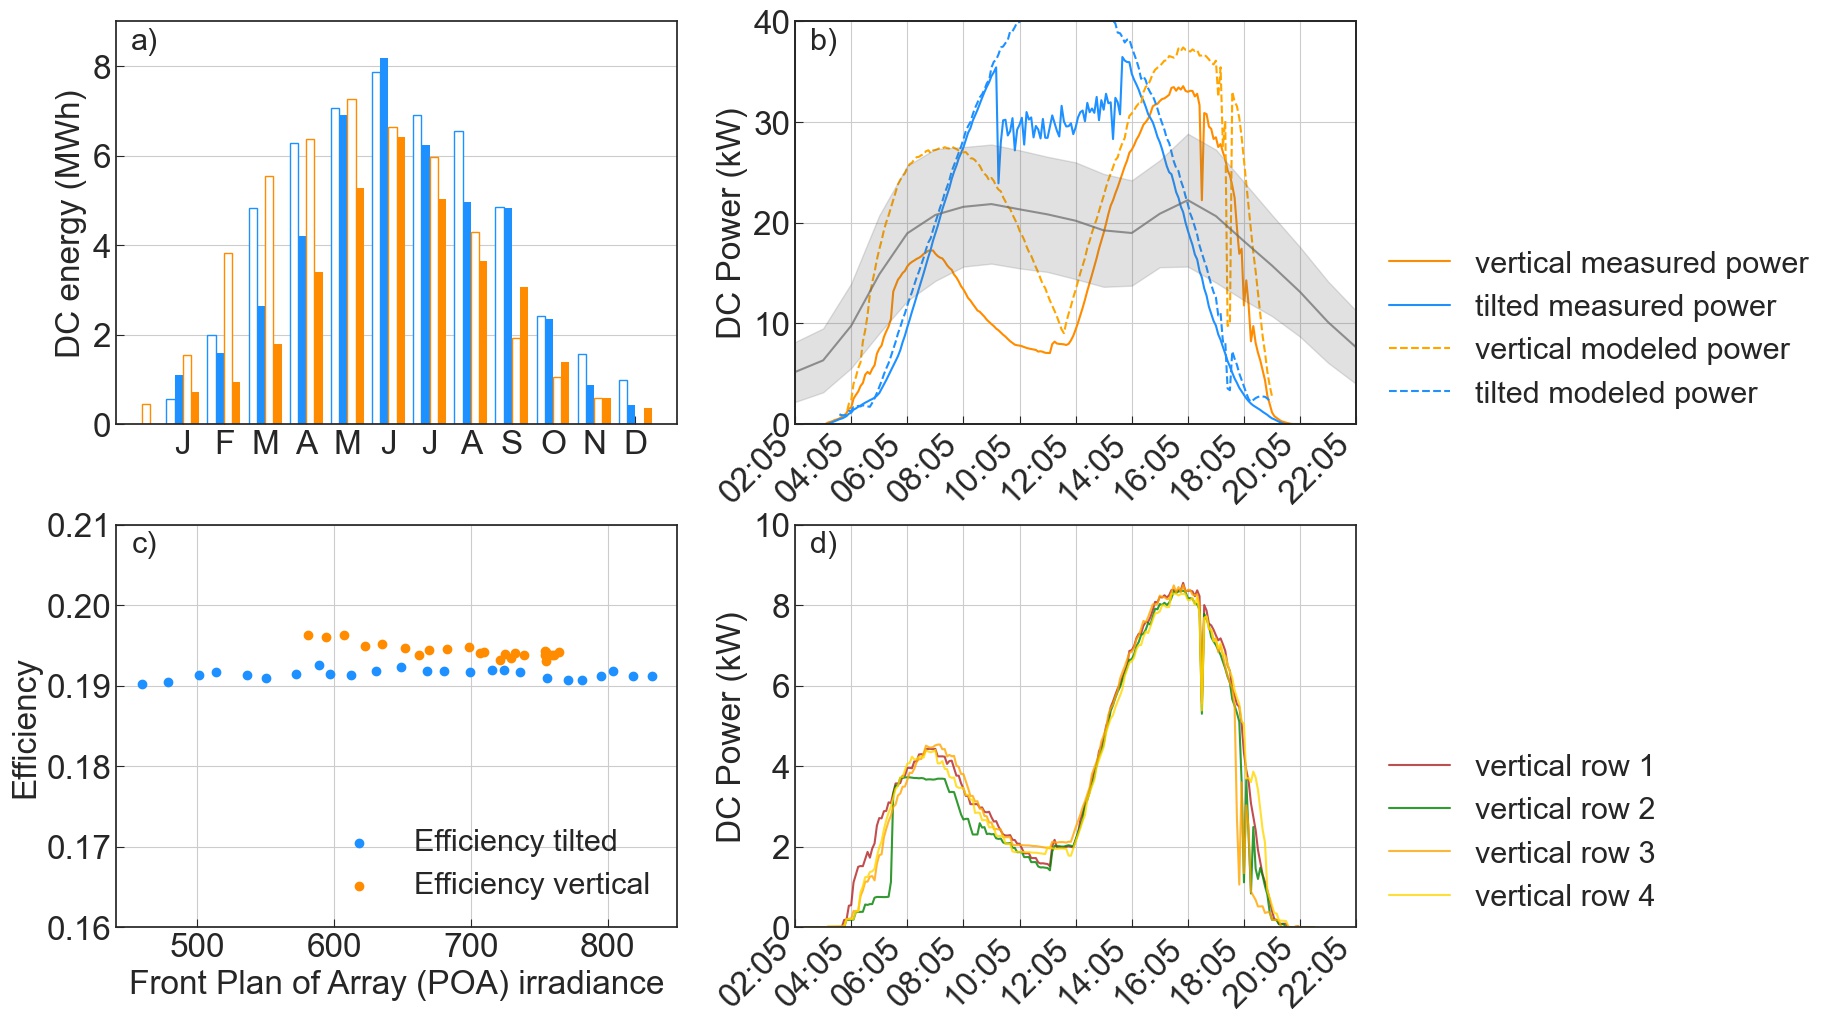 a)
DC energy (MWh)
8
6
4
2
0
J F M A M J J A S O N D
b)
DC Power (kW)
40
30
20
10
0
02:05 04:05 06:05 08:05 10:05 12:05 14:05 16:05 18:05 20:05 22:05
vertical measured power
tilted measured power
vertical modeled power
tilted modeled power
c)
Efficiency
0.21
0.20
0.19
0.18
0.17
0.16
500 600 700 800
Front Plan of Array (POA) irradiance
Efficiency tilted
Efficiency vertical
d)
DC Power (kW)
10
8
6
4
2
0
02:05 04:05 06:05 08:05 10:05 12:05 14:05 16:05 18:05 20:05 22:05
vertical row 1
vertical row 2
vertical row 3
vertical row 4